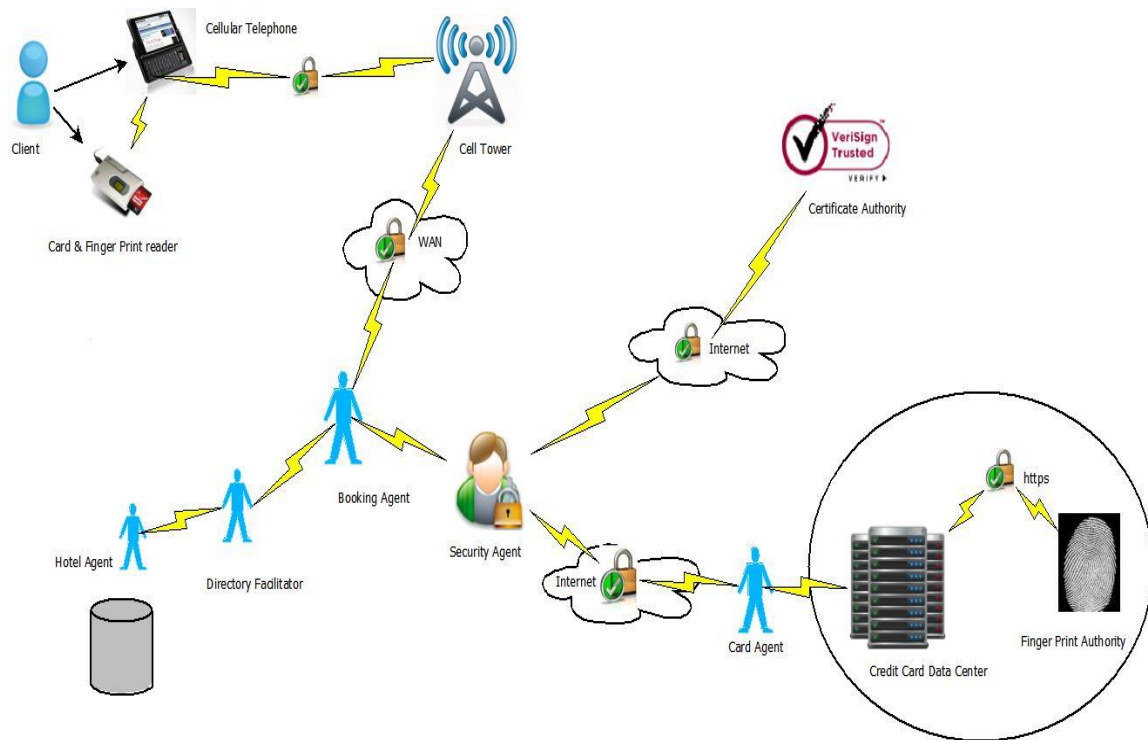 Cellular Telephone
Client
Cell Tower
Card & Finger Print reader
WAN
VeriSign
Trusted
VERIFY
Certificate Authority
Internet
Booking Agent
Security Agent
Hotel Agent
Directory Facilitator
Internet
Card Agent
https
Credit Card Data Center
Finger Print Authority